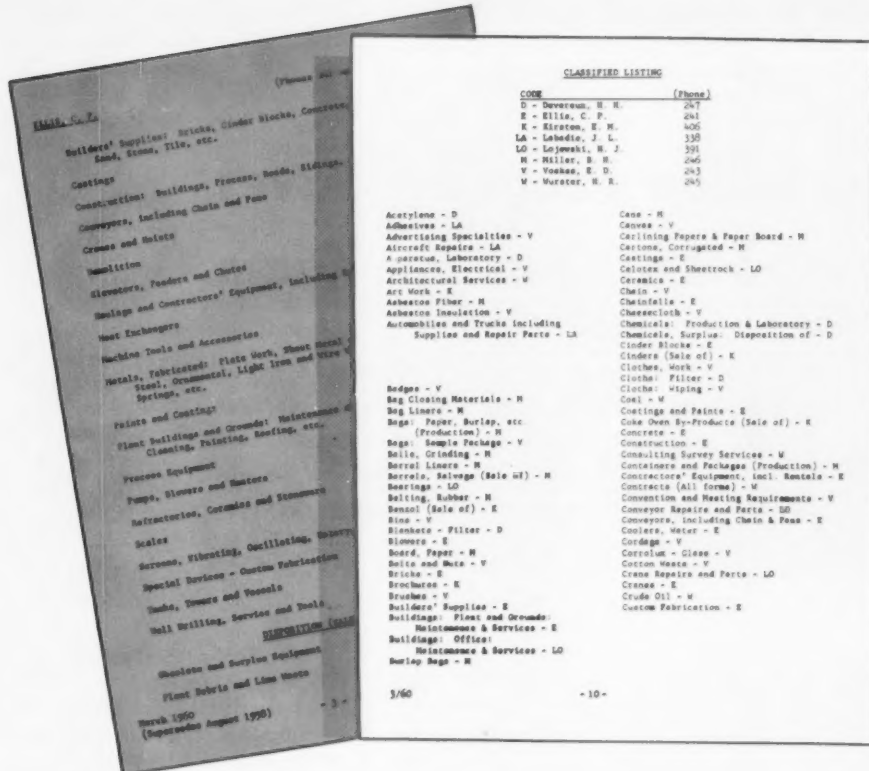 (Phones
ELLIS, C. P.
Builders' Supplies: Bricks, Cinder blocks, Concrete,
Sand, Stone, Tile, etc.
Castings
Construction: Buildings, Process, Roads, Sidings,
Conveyors, including Chain and Pans
Cranes and Hoists
Demolition
Elevators, Feeders and Chutes
and Contractors' Equipment, including
Heat Exchangers
Machine Tools and Accessories
Metals, Fabricated: Plate Work, Sheet Metal
Steel, Ornamental, Light Iron and Wire
Springs, etc.
Paints and Coatings
Plant Buildings and Grounds: Maintenance
Cleaning, Painting, Roofing, etc.
Process Equipment
Pumps, Blowers and
Refractories, Ceramics and Stoneware
Scales
Screens, Vibrating, Oscillating, Rotary
Special Devices - Custom Fabrication
Tanks, Towers and Vessels
Well Drilling, Service and Tools
DISPOSITION (SALE
Obsolete and Surplus Equipment
Plant Debris and Lime Waste
March 1960
(Supersedes August 1958)
- 3 -
CLASSIFIED LISTING
CODE (Phone)
D - Devereux, H. K. 247
E - Ellis, C. P. 241
K - Kirsten, E. M. 406
LA - Labadie, J. L. 338
LO - Lojewski, H. J. 391
M - Miller, B. H. 246
V - Voakes, E. D. 243
W - Wurster, H. R. 245
Acetylene - D
Adhesives - LA
Advertising Specialties - V
Aircraft Repairs - LA
Apparatus, Laboratory - D
Appliances, Electrical - V
Architectural Services - W
Art Work - K
Asbestos Fiber - M
Asbestos Insulation - V
Automobiles and Trucks including
Supplies and Repair Parts - LA
Badges - V
Bag Closing Materials - M
Bag Liners - M
Bags: Paper, Burlap, etc.
(Production) - M
Bags: Sample Package - V
Balls, Grinding - M
Barrel Liners - M
Barrels, Salvage (Sale of) - M
Bearings - LO
Belting, Rubber - M
Benzol (Sale of) - K
Bins - V
Blankets - Filter - D
Blowers - E
Board, Paper - M
Bolts and Nuts - V
Bricks - E
Brochures - K
Brushes - V
Builders' Supplies - E
Buildings: Plant and Grounds:
Maintenance & Services - E
Buildings: Office:
Maintenance & Services - LO
Burlap Bags - M
Cans - M
Canvas - V
Carlining Papers & Paper Board - M
Cartons, Corrugated - M
Castings - E
Celotex and Sheetrock - LO
Ceramics - E
Chain - V
Chainfalls - E
Cheesecloth - V
Chemicals: Production & Laboratory - D
Chemicals, Surplus: Disposition of - D
Cinder Blocks - E
Cinders (Sale of) - K
Clothes, Work - V
Cloths: Filter - D
Cloths: Wiping - V
Coal - W
Coatings and Paints - E
Coke Oven By-Products (Sale of) - K
Concrete - E
Construction - E
Consulting Survey Services - W
Containers and Packages (Production) - M
Contractors' Equipment, incl. Rentals - E
Contracts (All forms) - W
Convention and Meeting Requirements - V
Conveyor Repairs and Parts -
Conveyors, including Chain & Pans - E
Coolers, Water - E
Cordage - V
Corrolux - Glass - V
Cotton Waste - V
Crane Repairs and Parts - LO
Cranes - E
Crude Oil - W
Custom Fabrication - E
3/60
- 10 -